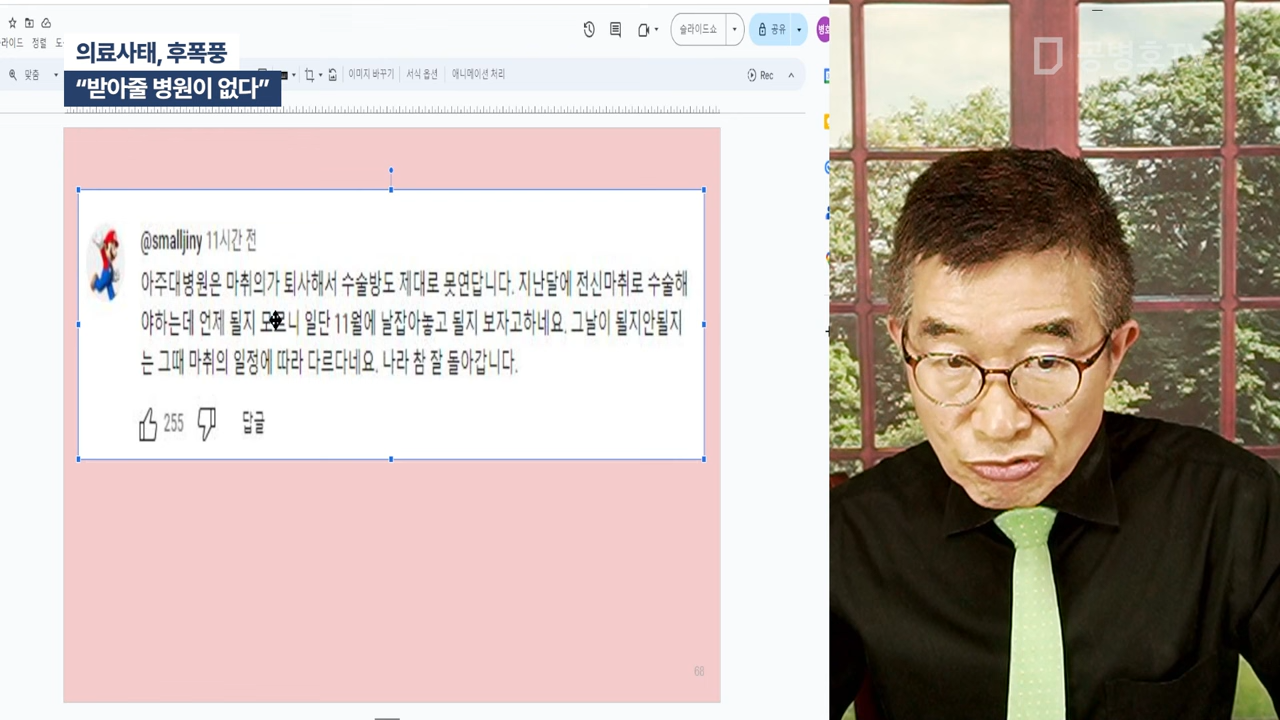 의료사태, 후폭풍
“받아줄 병원이 없다”
정렬
슬라이드쇼
공유
맞춤
이미지 바꾸기
서식 옵션
애니메이션 처리
Rec
공병호
@smalljiny 11시간 전
아주대병원은 마취의가 퇴사해서 수술방도 제대로 못연답니다. 지난달에 전신마취로 수술해
야하는데 언제 될지 모르니 일단 11월에 날잡아놓고 될지 보자고하네요. 그날이 될지안될지
는 그때 마취의 일정에 따라 다르다네요. 나라 참 잘 돌아갑니다.
255
답글
68